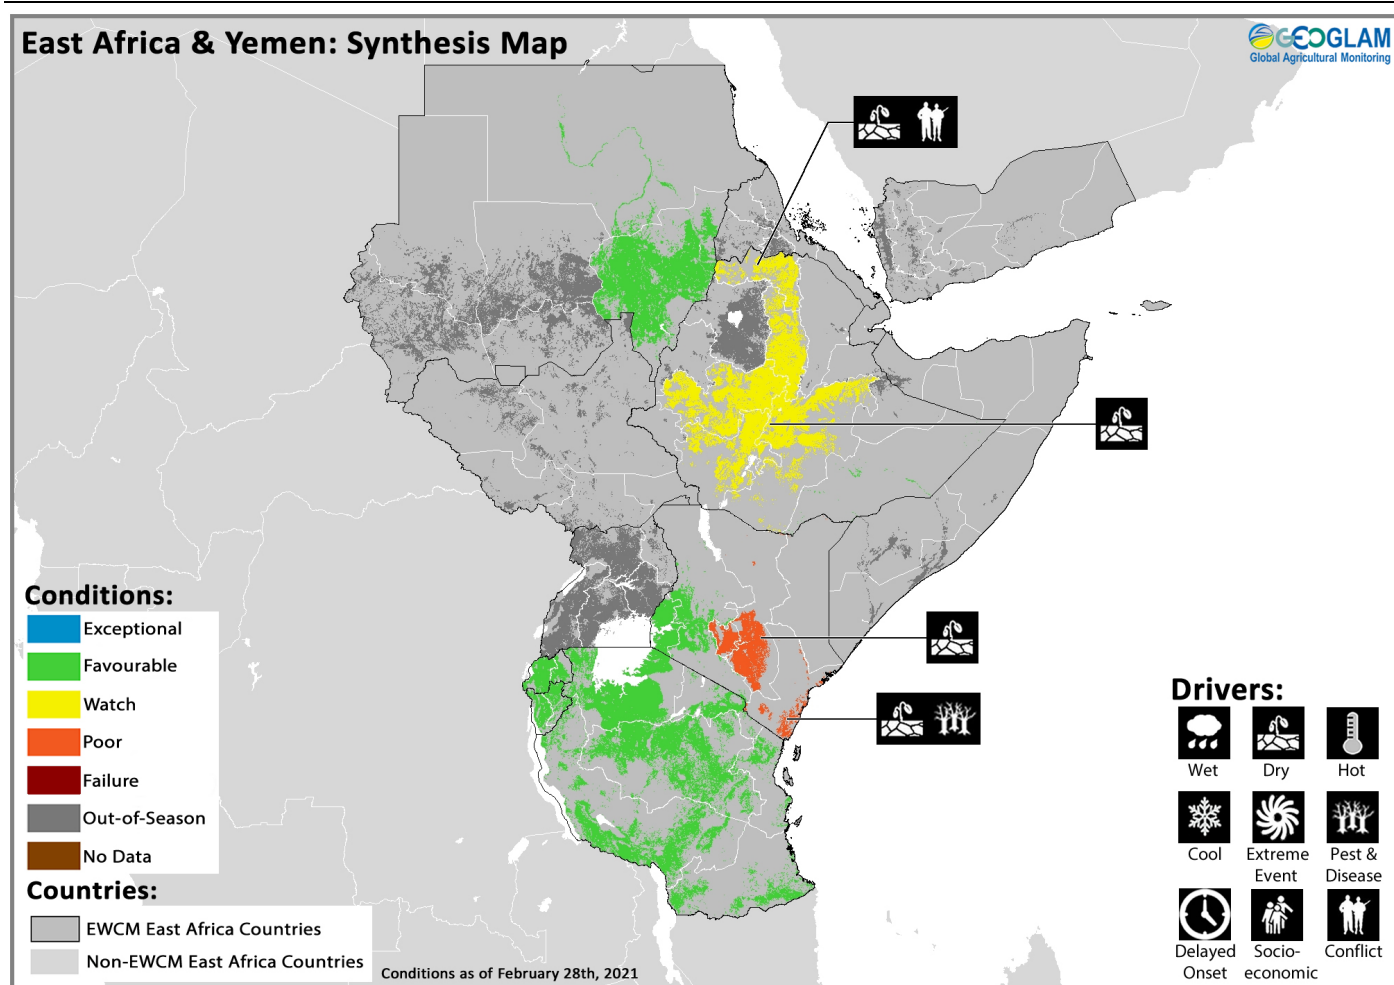 East Africa & Yemen: Synthesis Map
GEOGLAM
Global Agricultural Monitoring
Conditions:
Exceptional
Favourable
Watch
Poor
Failure
Out-of-Season
No Data
Countries:
EWCM East Africa Countries
Non-EWCM East Africa Countries
Conditions as of February 28th, 2021
Drivers:
Wet
Dry
Hot
Cool
Extreme
Event
Pest &
Disease
Delayed
Onset
Socio-
economic
Conflict